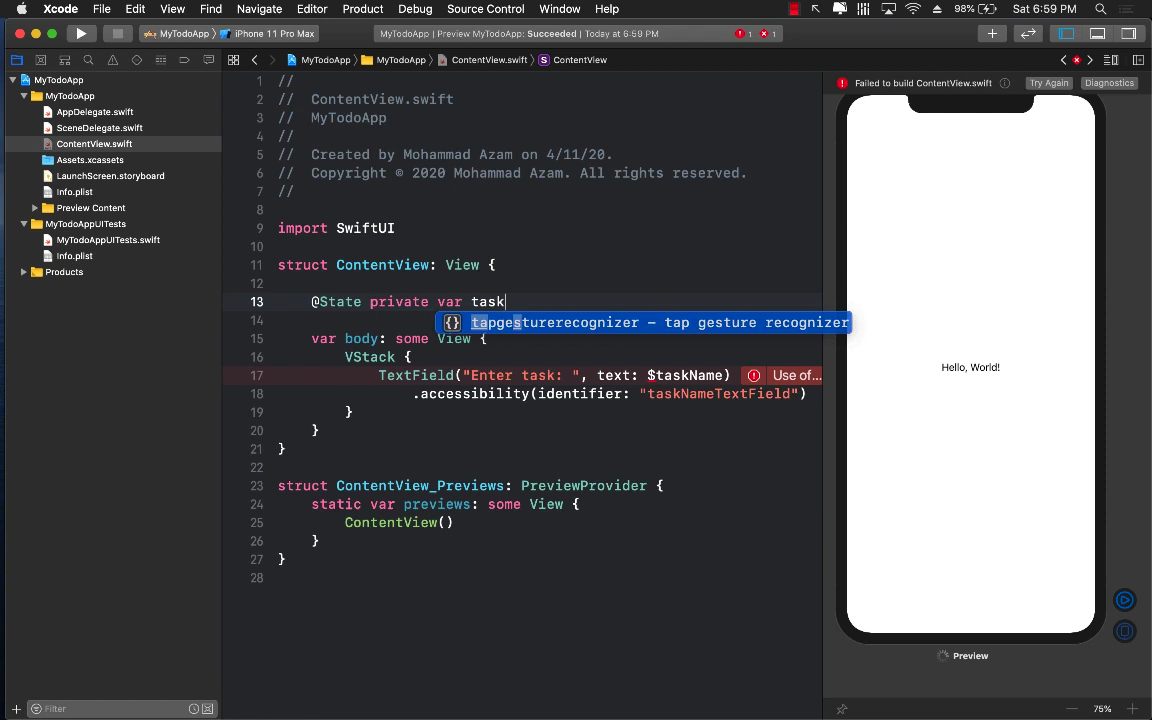 Xcode File Edit View Find Navigate Editor Product Debug Source Control Window Help 98% Sat 6:59 PM
MyTodoApp iPhone 11 Pro Max MyTodoApp | Preview MyTodoApp: Succeeded | Today at 6:59 PM 1 1
MyTodoApp MyTodoApp ContentView.swift S ContentView
MyTodoApp
MyTodoApp
AppDelegate.swift
SceneDelegate.swift
ContentView.swift
Assets.xcassets
LaunchScreen.storyboard
Info.plist
Preview Content
MyTodoAppUITests
MyTodoAppUITests.swift
Info.plist
Products
Filter
1 //
2 // ContentView.swift
3 // MyTodoApp
4 //
5 // Created by Mohammad Azam on 4/11/20.
6 // Copyright © 2020 Mohammad Azam. All rights reserved.
7 //
8
9 import SwiftUI
10
11 struct ContentView: View {
12
13 @State private var task
{} tapgesturerecognizer – tap gesture recognizer
14
15 var body: some View {
16 VStack {
17 TextField("Enter task: ", text: $taskName) Use of...
18 .accessibility(identifier: "taskNameTextField")
19 }
20 }
21 }
22
23 struct ContentView_Previews: PreviewProvider {
24 static var previews: some View {
25 ContentView()
26 }
27 }
28
Failed to build ContentView.swift Try Again Diagnostics
Hello, World!
Preview
75%